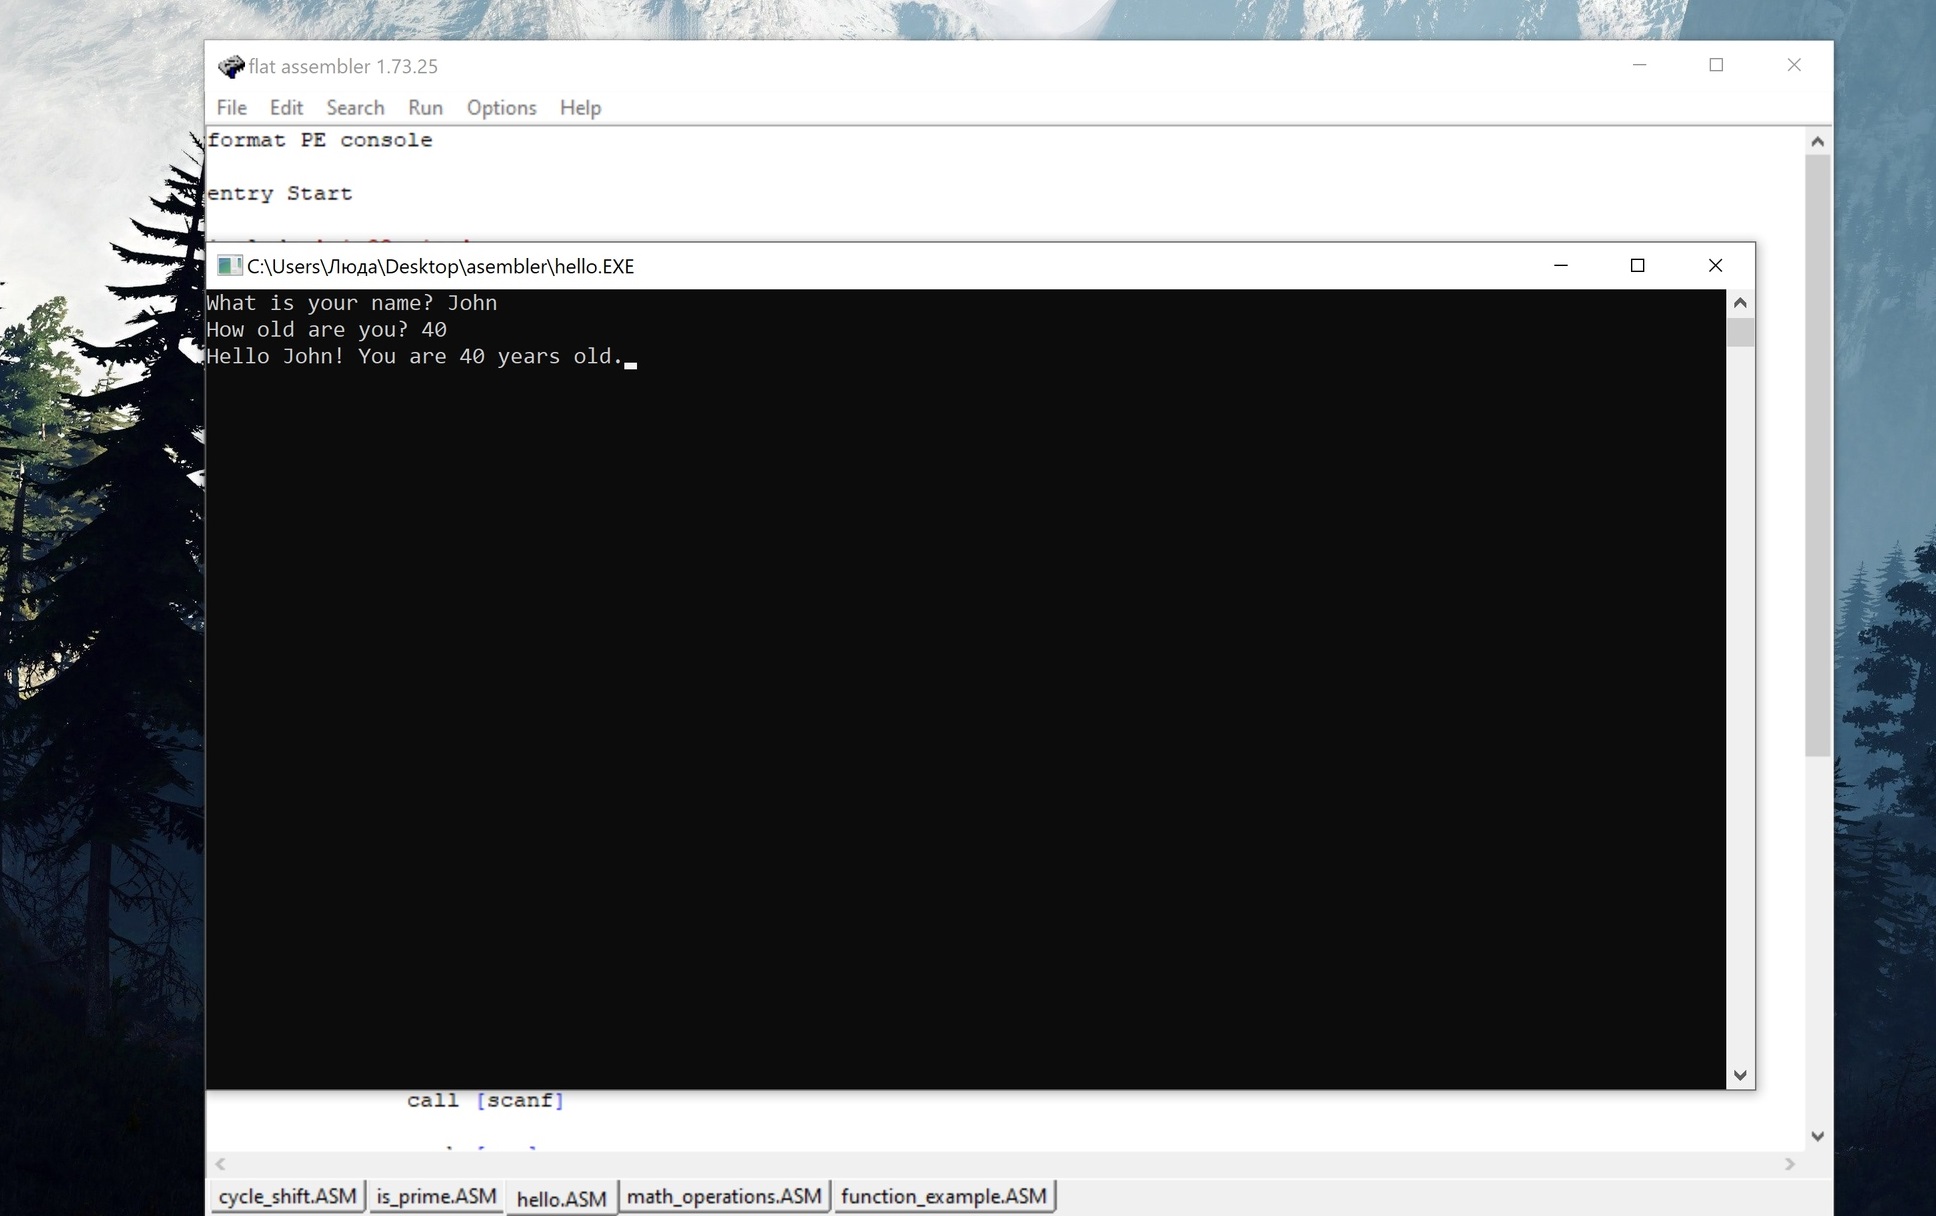 flat assembler 1.73.25
File Edit Search Run Options Help
format PE console
entry Start
C:\Users\Люда\Desktop\asembler\hello.EXE
What is your name? John
How old are you? 40
Hello John! You are 40 years old.
call [scanf]
cycle_shift.ASM is_prime.ASM hello.ASM math_operations.ASM function_example.ASM